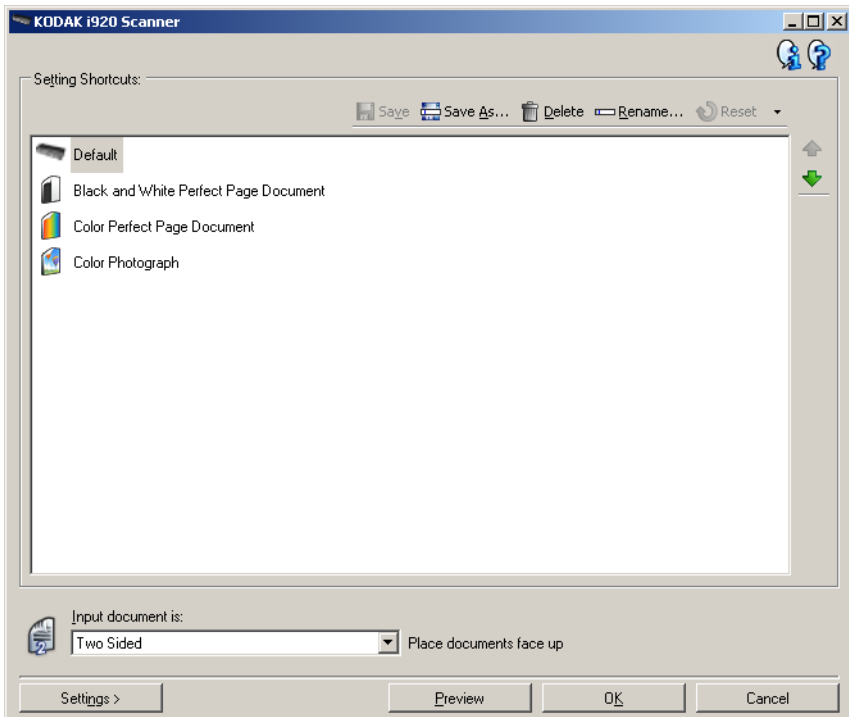 KODAK i920 Scanner
Setting Shortcuts:
Save Save As... Delete Rename... Reset
Default
Black and White Perfect Page Document
Color Perfect Page Document
Color Photograph
Input document is:
2 Two Sided Place documents face up
Settings > Preview OK Cancel